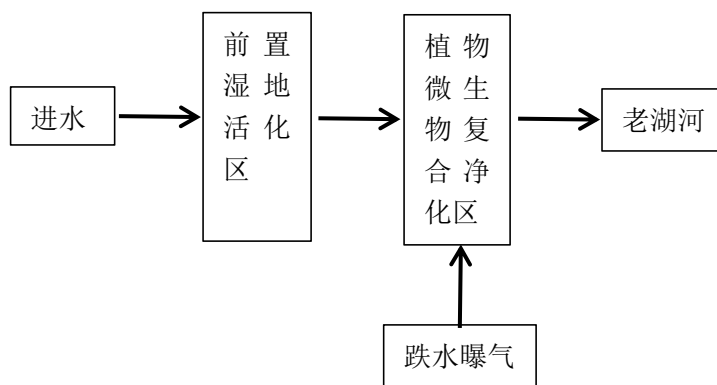 进水
前置
湿地
活化
区
植物
微生
物复
合净
化区
老湖河
跌水曝气